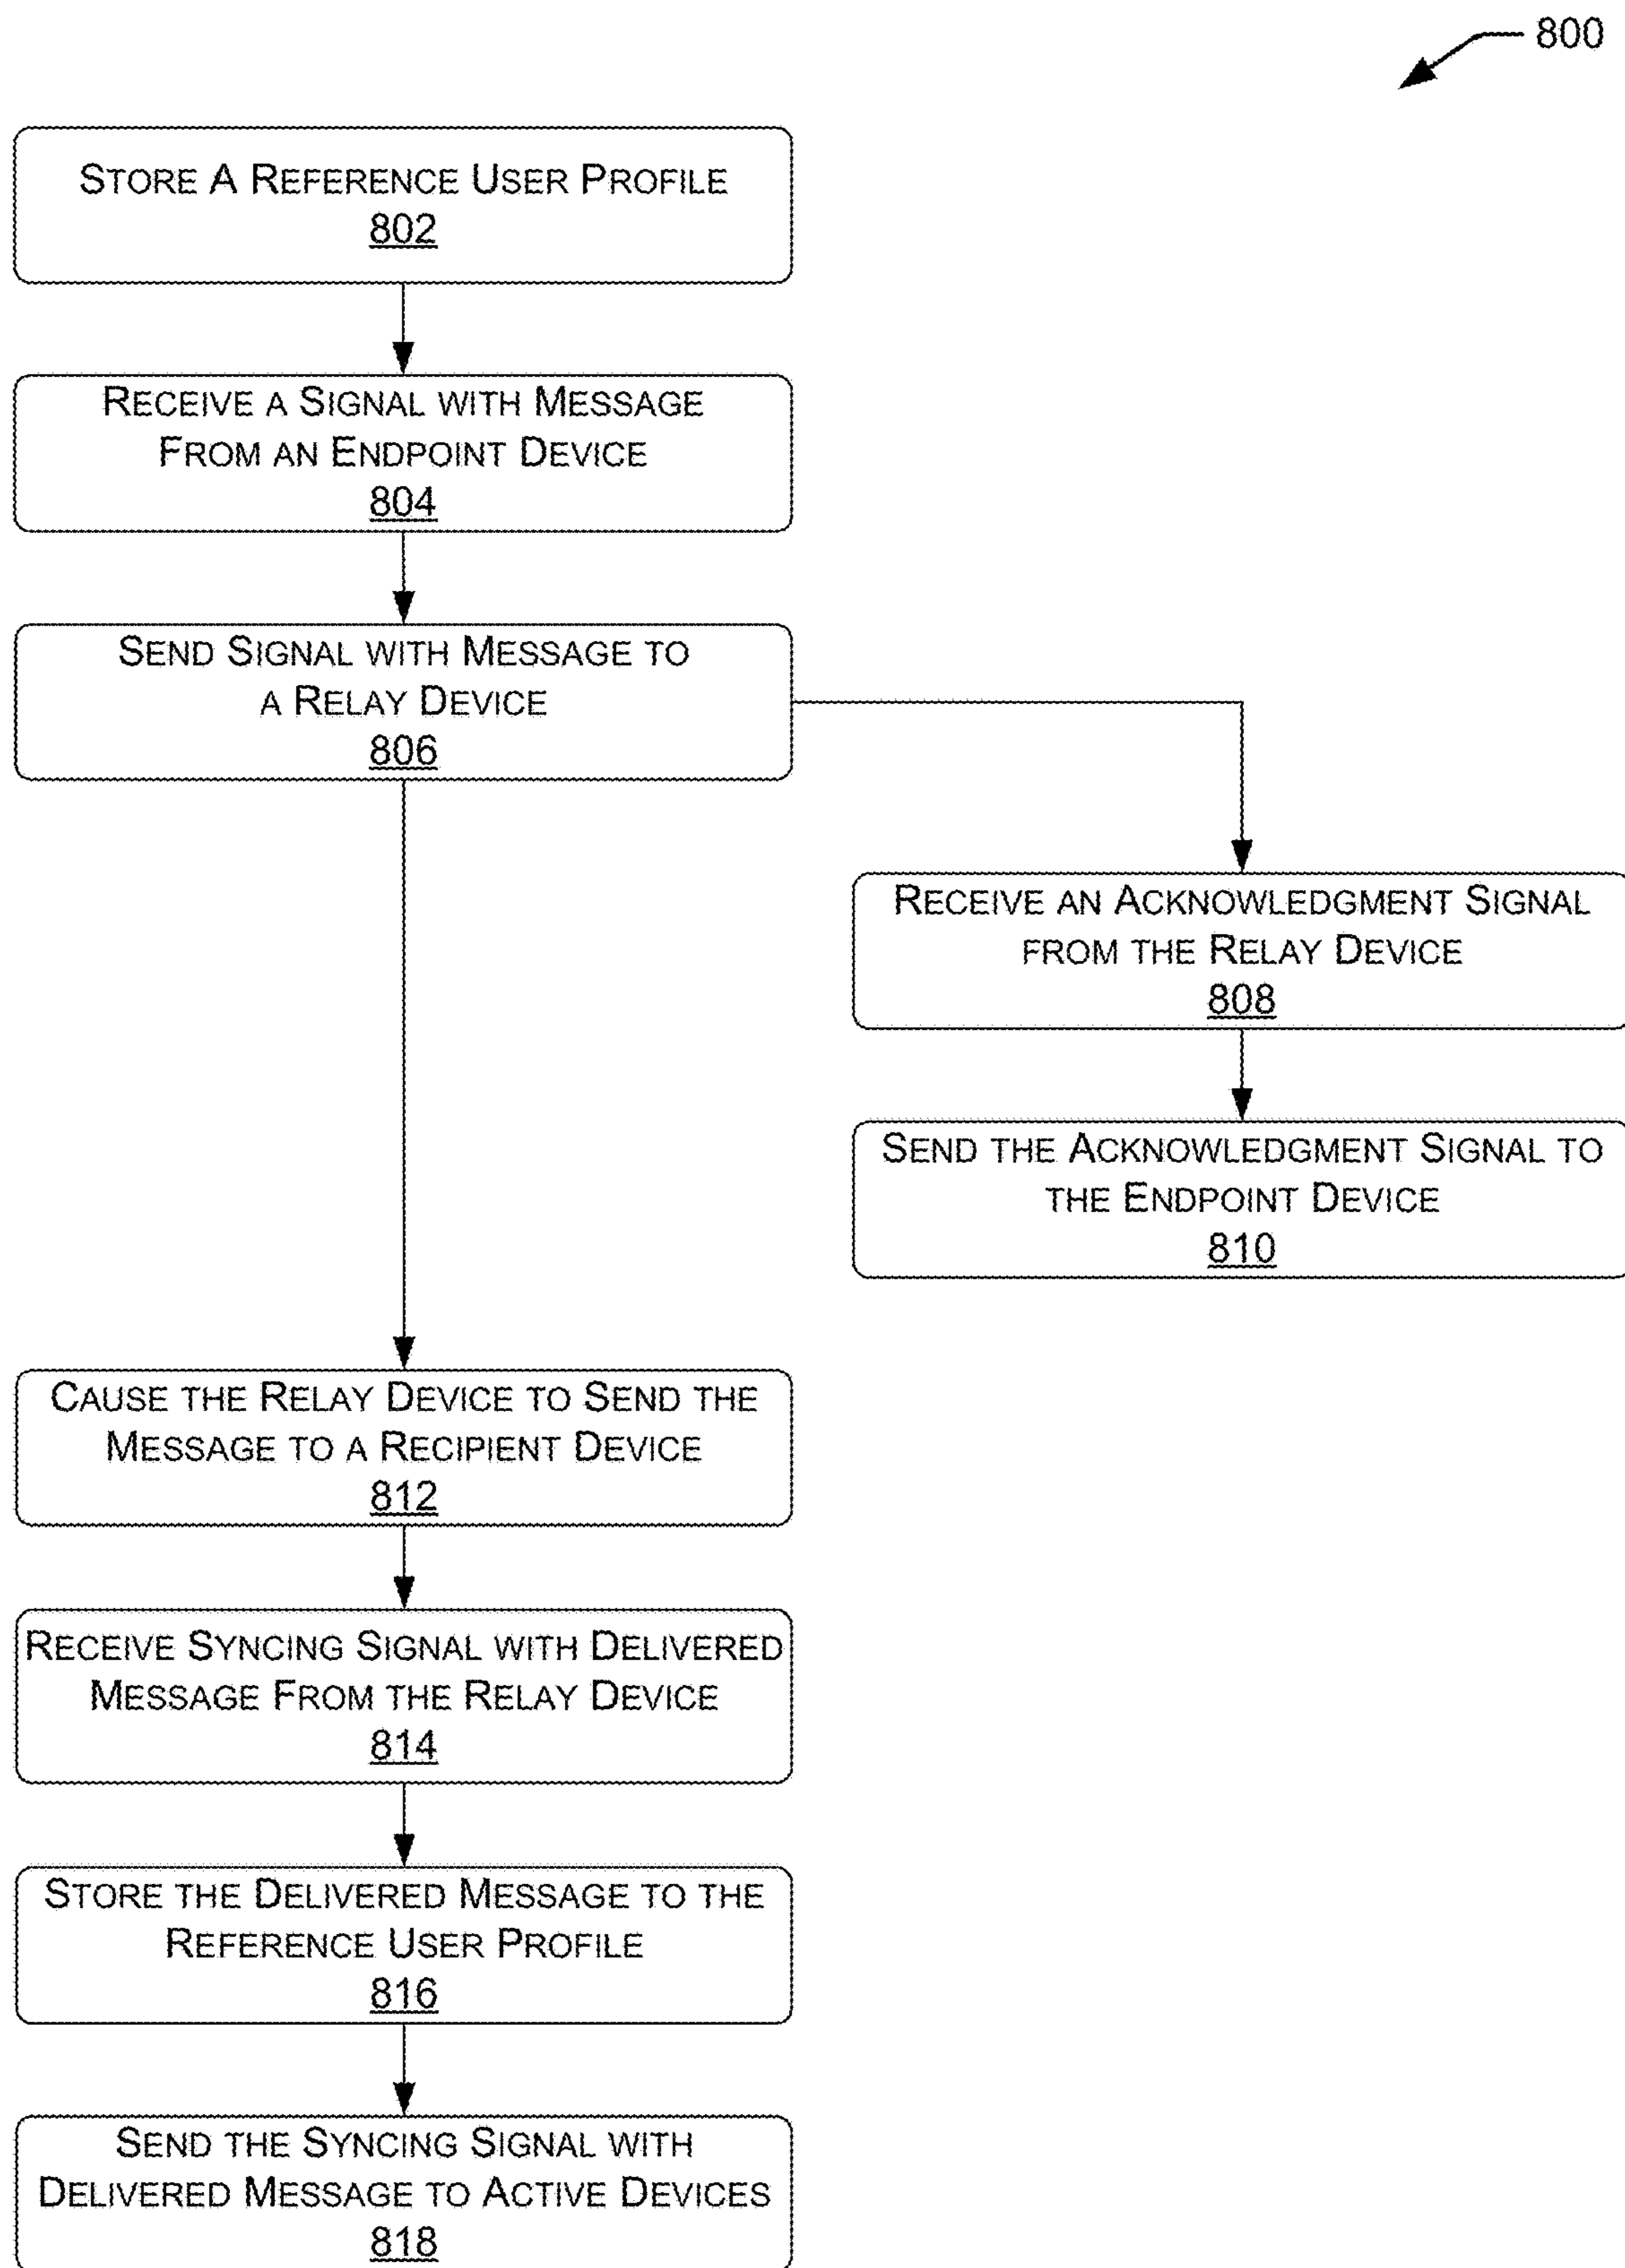 800
STORE A REFERENCE USER PROFILE
802
RECEIVE A SIGNAL WITH MESSAGE
FROM AN ENDPOINT DEVICE
804
SEND SIGNAL WITH MESSAGE TO
A RELAY DEVICE
806
RECEIVE AN ACKNOWLEDGMENT SIGNAL
FROM THE RELAY DEVICE
808
SEND THE ACKNOWLEDGMENT SIGNAL TO
THE ENDPOINT DEVICE
810
CAUSE THE RELAY DEVICE TO SEND THE
MESSAGE TO A RECIPIENT DEVICE
812
RECEIVE SYNCING SIGNAL WITH DELIVERED
MESSAGE FROM THE RELAY DEVICE
814
STORE THE DELIVERED MESSAGE TO THE
REFERENCE USER PROFILE
816
SEND THE SYNCING SIGNAL WITH
DELIVERED MESSAGE TO ACTIVE DEVICES
818